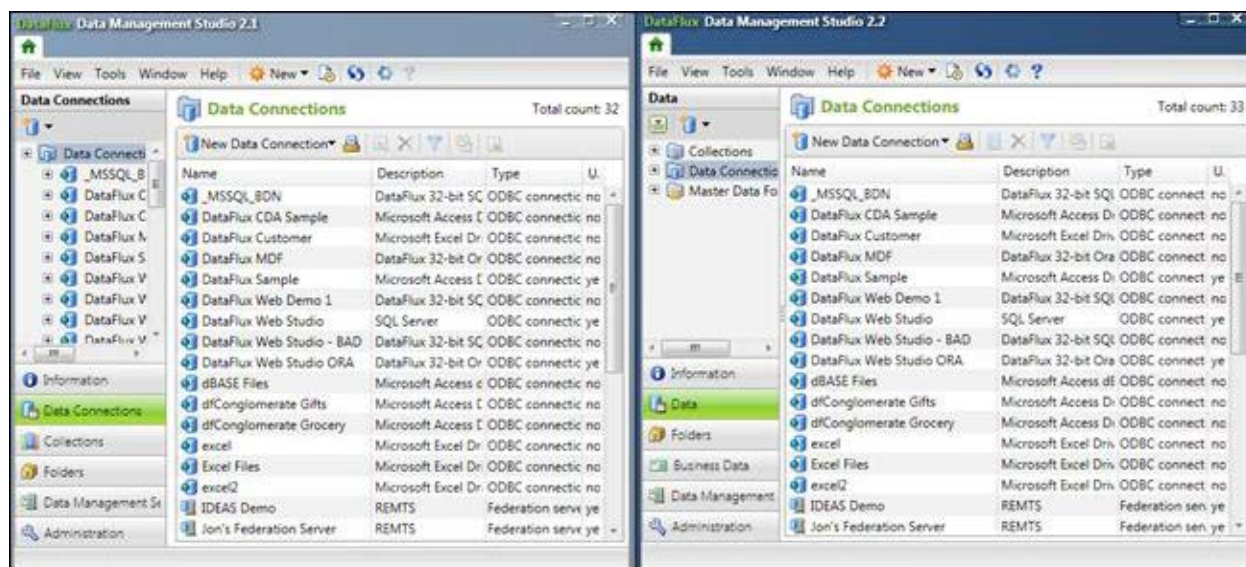 DataFlux Data Management Studio 2.1
File View Tools Window Help New
Data Connections
Data Connecti
_MSSQL_B
DataFlux C
DataFlux C
DataFlux M
DataFlux S
DataFlux W
DataFlux V
DataFlux V
DataFlux V
Information
Data Connections
Collections
Folders
Data Management Se
Administration
Data Connections Total count: 32
New Data Connection
Name Description Type U.
_MSSQL_BDN DataFlux 32-bit SC ODBC connectic no
DataFlux CDA Sample Microsoft Access D ODBC connectic no
DataFlux Customer Microsoft Excel Dr ODBC connectic no
DataFlux MDF DataFlux 32-bit Or ODBC connectic no
DataFlux Sample Microsoft Access D ODBC connectic ye
DataFlux Web Demo 1 DataFlux 32-bit SC ODBC connectic no
DataFlux Web Studio SQL Server ODBC connectic ye
DataFlux Web Studio - BAD DataFlux 32-bit SC ODBC connectic no
DataFlux Web Studio ORA DataFlux 32-bit Or ODBC connectic ye
dBASE Files Microsoft Access d ODBC connectic no
dfConglomerate Gifts Microsoft Access D ODBC connectic no
dfConglomerate Grocery Microsoft Access D ODBC connectic no
excel Microsoft Excel Dr ODBC connectic no
Excel Files Microsoft Excel Dr ODBC connectic no
excel2 Microsoft Excel Dr ODBC connectic no
IDEAS Demo REMTS Federation serve ye
Jon's Federation Server REMTS Federation serve ye
DataFlux Data Management Studio 2.2
File View Tools Window Help New
Data
Collections
Data Connectio
Master Data Fo
Information
Data
Folders
Business Data
Data Management
Administration
Data Connections Total count: 33
New Data Connection
Name Description Type U.
_MSSQL_BDN DataFlux 32-bit SQL ODBC connect no
DataFlux CDA Sample Microsoft Access Dr ODBC connect no
DataFlux Customer Microsoft Excel Driv ODBC connect no
DataFlux MDF DataFlux 32-bit Ora ODBC connect no
DataFlux Sample Microsoft Access Dr ODBC connect ye
DataFlux Web Demo 1 DataFlux 32-bit SQL ODBC connect no
DataFlux Web Studio SQL Server ODBC connect ye
DataFlux Web Studio - BAD DataFlux 32-bit SQL ODBC connect no
DataFlux Web Studio ORA DataFlux 32-bit Ora ODBC connect ye
dBASE Files Microsoft Access dB ODBC connect no
dfConglomerate Gifts Microsoft Access Dr ODBC connect no
dfConglomerate Grocery Microsoft Access Dr ODBC connect no
excel Microsoft Excel Driv ODBC connect no
Excel Files Microsoft Excel Driv ODBC connect no
excel2 Microsoft Excel Driv ODBC connect no
IDEAS Demo REMTS Federation serv ye
Jon's Federation Server REMTS Federation serv ye